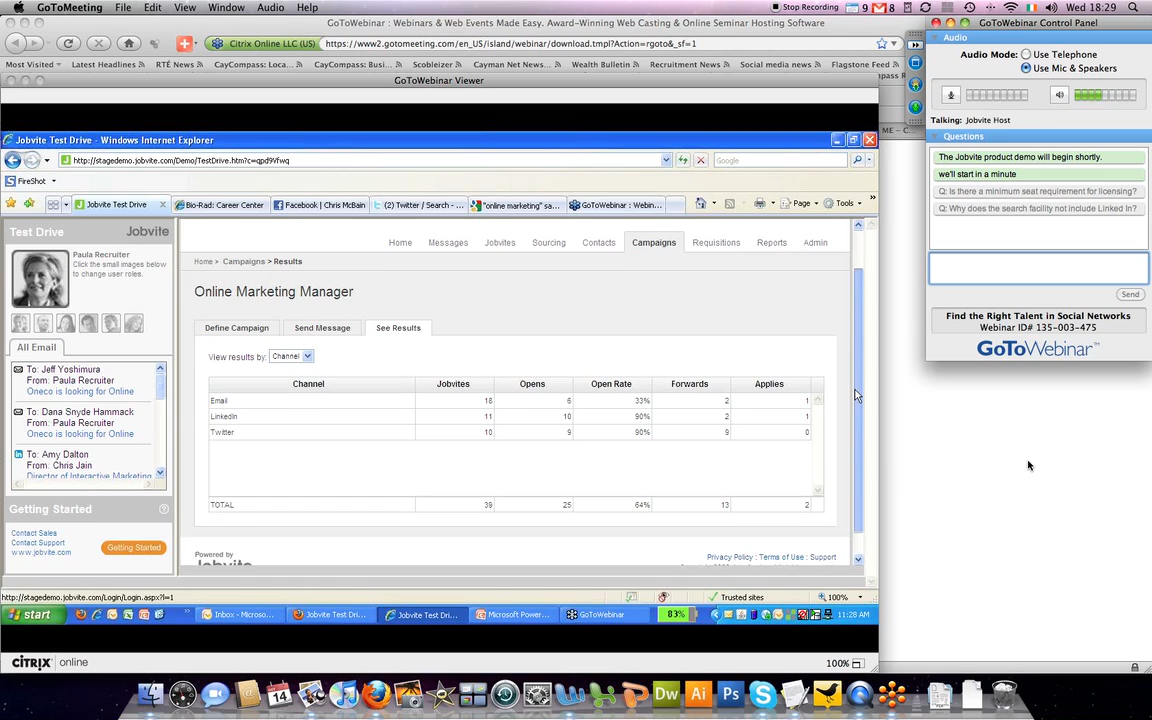 GoToMeeting File Edit View Window Audio Help
Stop Recording 9 8 Wed 18:29
GoToWebinar : Webinars & Web Events Made Easy. Award-Winning Web Casting & Online Seminar Hosting Software
Citrix Online LLC (US) https://www2.gotomeeting.com/en_US/island/webinar/download.tmpl?Action=rgoto&_sf=1
Most Visited Latest Headlines RTÉ News CayCompass: Loca... CayCompass: Busi... Scobleizer Cayman Net News... Wealth Bulletin Recruitment News Social media news Flagstone Feed
GoToWebinar Viewer
Jobvite Test Drive - Windows Internet Explorer
http://stagedemo.jobvite.com/Demo/TestDrive.htm?c=qpd9Vfwq
Google
FireShot
Jobvite Test Drive
Bio-Rad: Career Center
Facebook | Chris McBain
(2) Twitter / Search - ...
"online marketing" sa...
GoToWebinar : Webin...
Page Tools
Test Drive Jobvite
Paula Recruiter
Click the small images below
to change user roles.
All Email
To: Jeff Yoshimura
From: Paula Recruiter
Oneco is looking for Online
To: Dana Snyde Hammack
From: Paula Recruiter
Oneco is looking for Online
To: Amy Dalton
From: Chris Jain
Director of Interactive Marketing
Getting Started
Contact Sales
Contact Support
www.jobvite.com
Getting Started
Home Messages Jobvites Sourcing Contacts Campaigns Requisitions Reports Admin
Home > Campaigns > Results
Online Marketing Manager
Define Campaign Send Message See Results
View results by: Channel
Channel Jobvites Opens Open Rate Forwards Applies
Email 18 6 33% 2 1
LinkedIn 11 10 90% 2 1
Twitter 10 9 90% 9 0
TOTAL 39 25 64% 13 2
Powered by
Jobvite
Privacy Policy : Terms of Use : Support
http://stagedemo.jobvite.com/Login/Login.aspx?l=1
Trusted sites 100%
start
Inbox - Microso...
Jobvite Test Dri...
Jobvite Test Dri...
Microsoft Power...
GoToWebinar
83%
11:28 AM
CITRIX online
100%
GoToWebinar Control Panel
Audio
Audio Mode: Use Telephone
Use Mic & Speakers
Talking: Jobvite Host
Questions
The Jobvite product demo will begin shortly.
we'll start in a minute
Q: Is there a minimum seat requirement for licensing?
Q: Why does the search facility not include Linked In?
Send
Find the Right Talent in Social Networks
Webinar ID# 135-003-475
GoToWebinar™
14
Dw Ai Ps